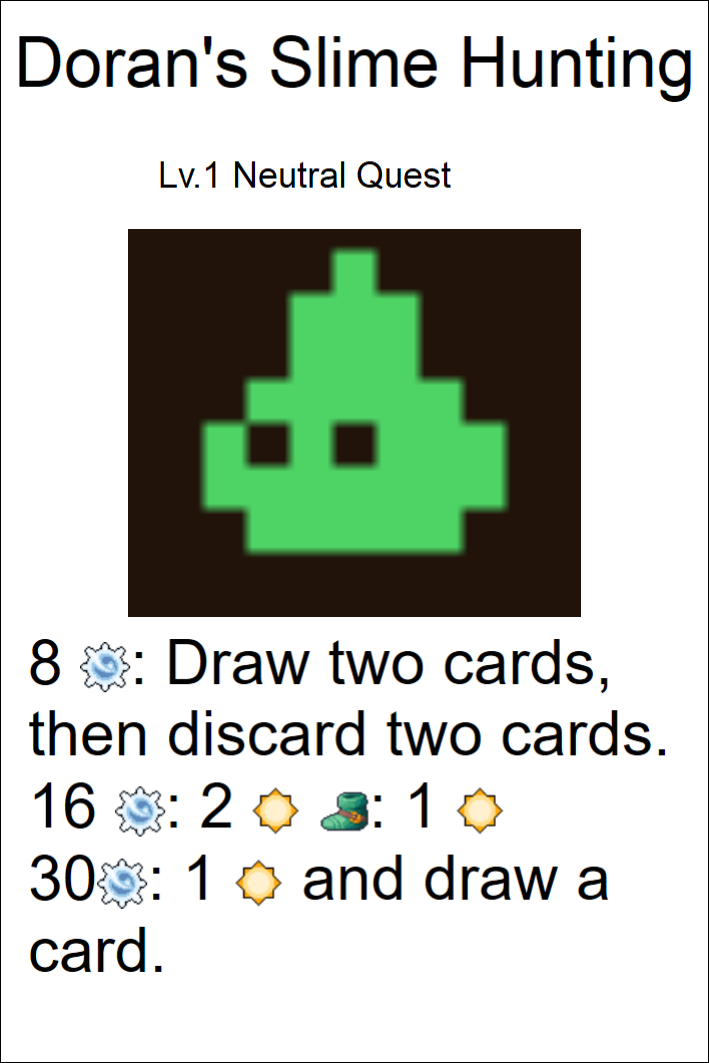 Doran's Slime Hunting
Lv.1 Neutral Quest
8 : Draw two cards,
then discard two cards.
16 : 2 : 1
30 : 1 and draw a
card.